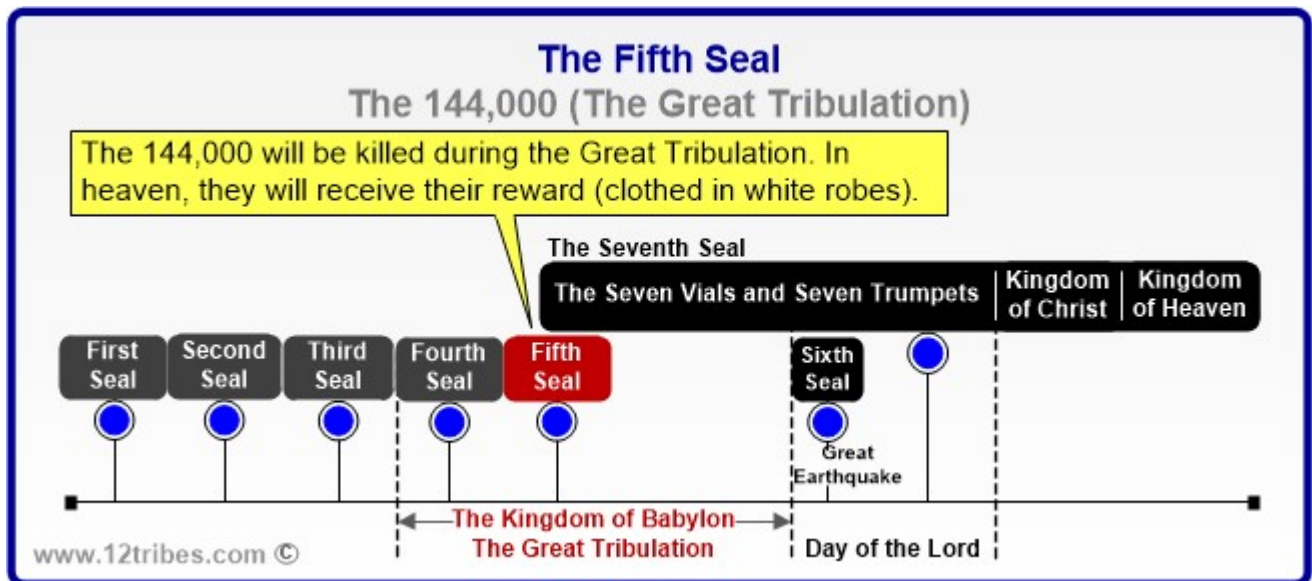 The Fifth Seal
The 144,000 (The Great Tribulation)
The 144,000 will be killed during the Great Tribulation. In
heaven, they will receive their reward (clothed in white robes).
The Seventh Seal
The Seven Vials and Seven Trumpets
Kingdom
of Christ
Kingdom
of Heaven
First
Seal
Second
Seal
Third
Seal
Fourth
Seal
Fifth
Seal
Sixth
Seal
Great
Earthquake
The Kingdom of Babylon
The Great Tribulation
Day of the Lord
www.12tribes.com ©